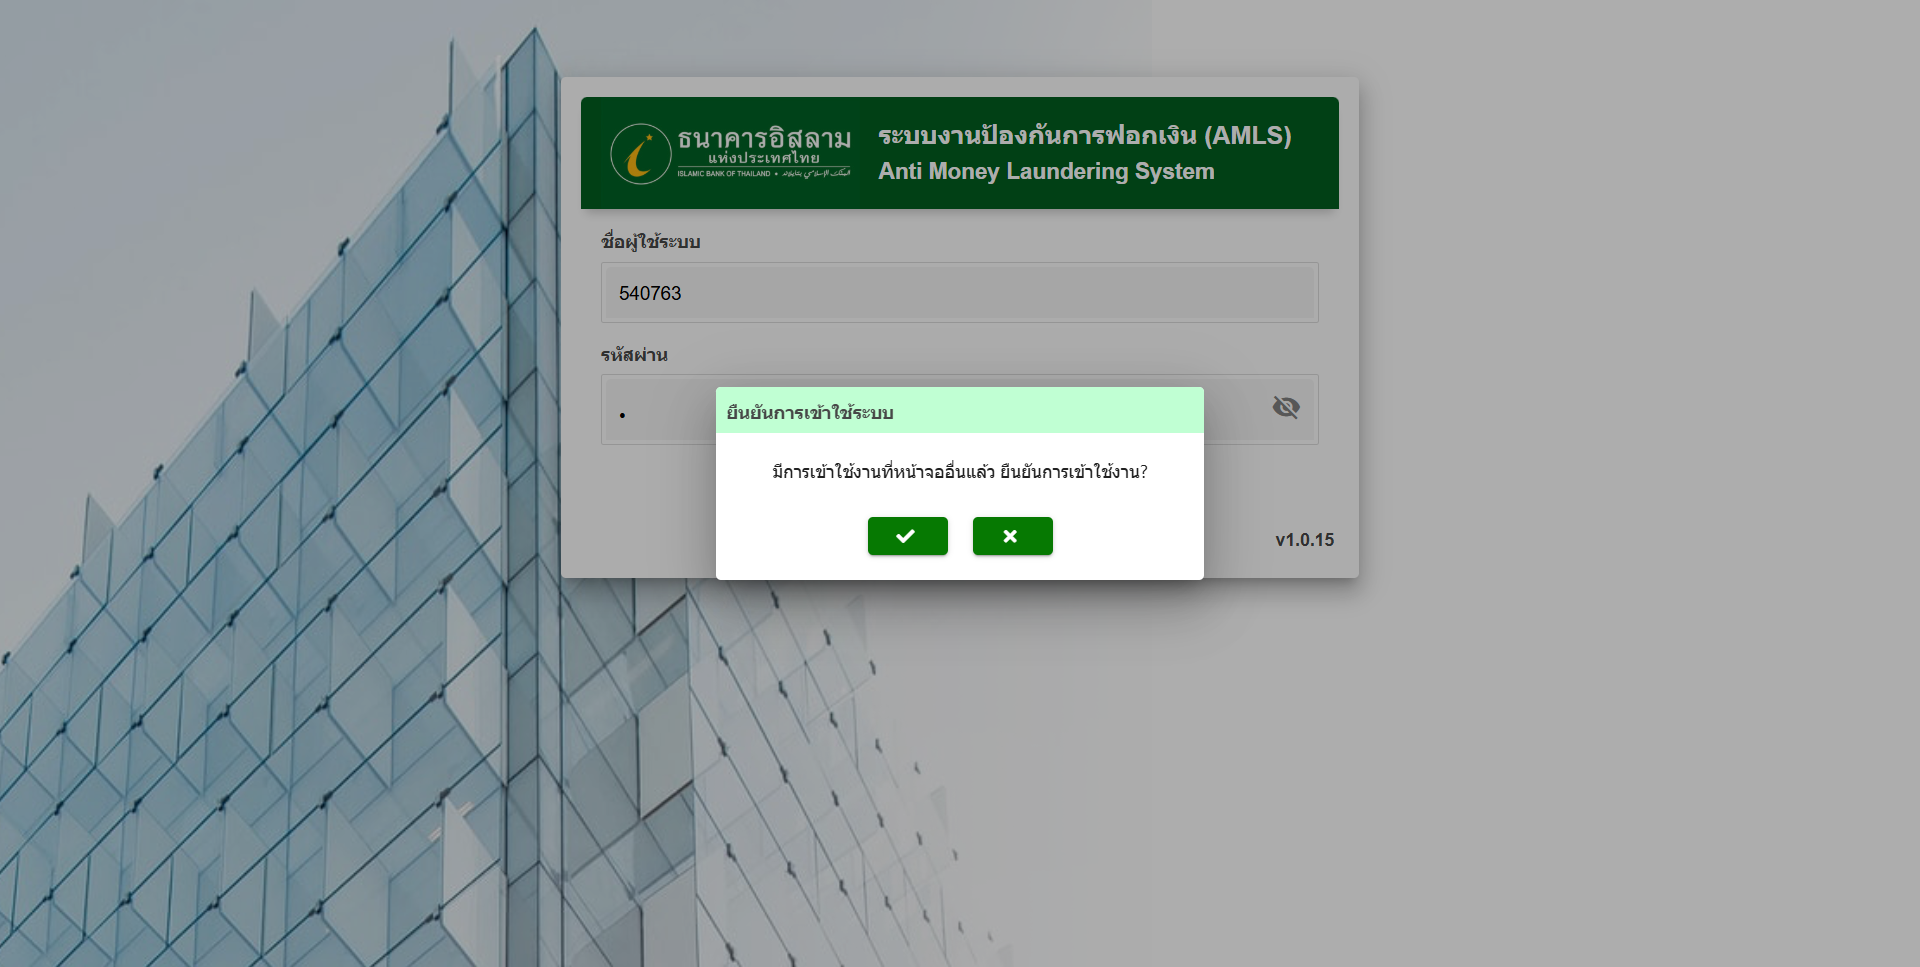 ธนาคารอิสลาม
แห่งประเทศไทย
ISLAMIC BANK OF THAILAND •
ระบบงานป้องกันการฟอกเงิน (AMLS)
Anti Money Laundering System
ชื่อผู้ใช้ระบบ
540763
รหัสผ่าน
ยืนยันการเข้าใช้ระบบ
มีการเข้าใช้งานที่หน้าจออื่นแล้ว ยืนยันการเข้าใช้งาน?
v1.0.15